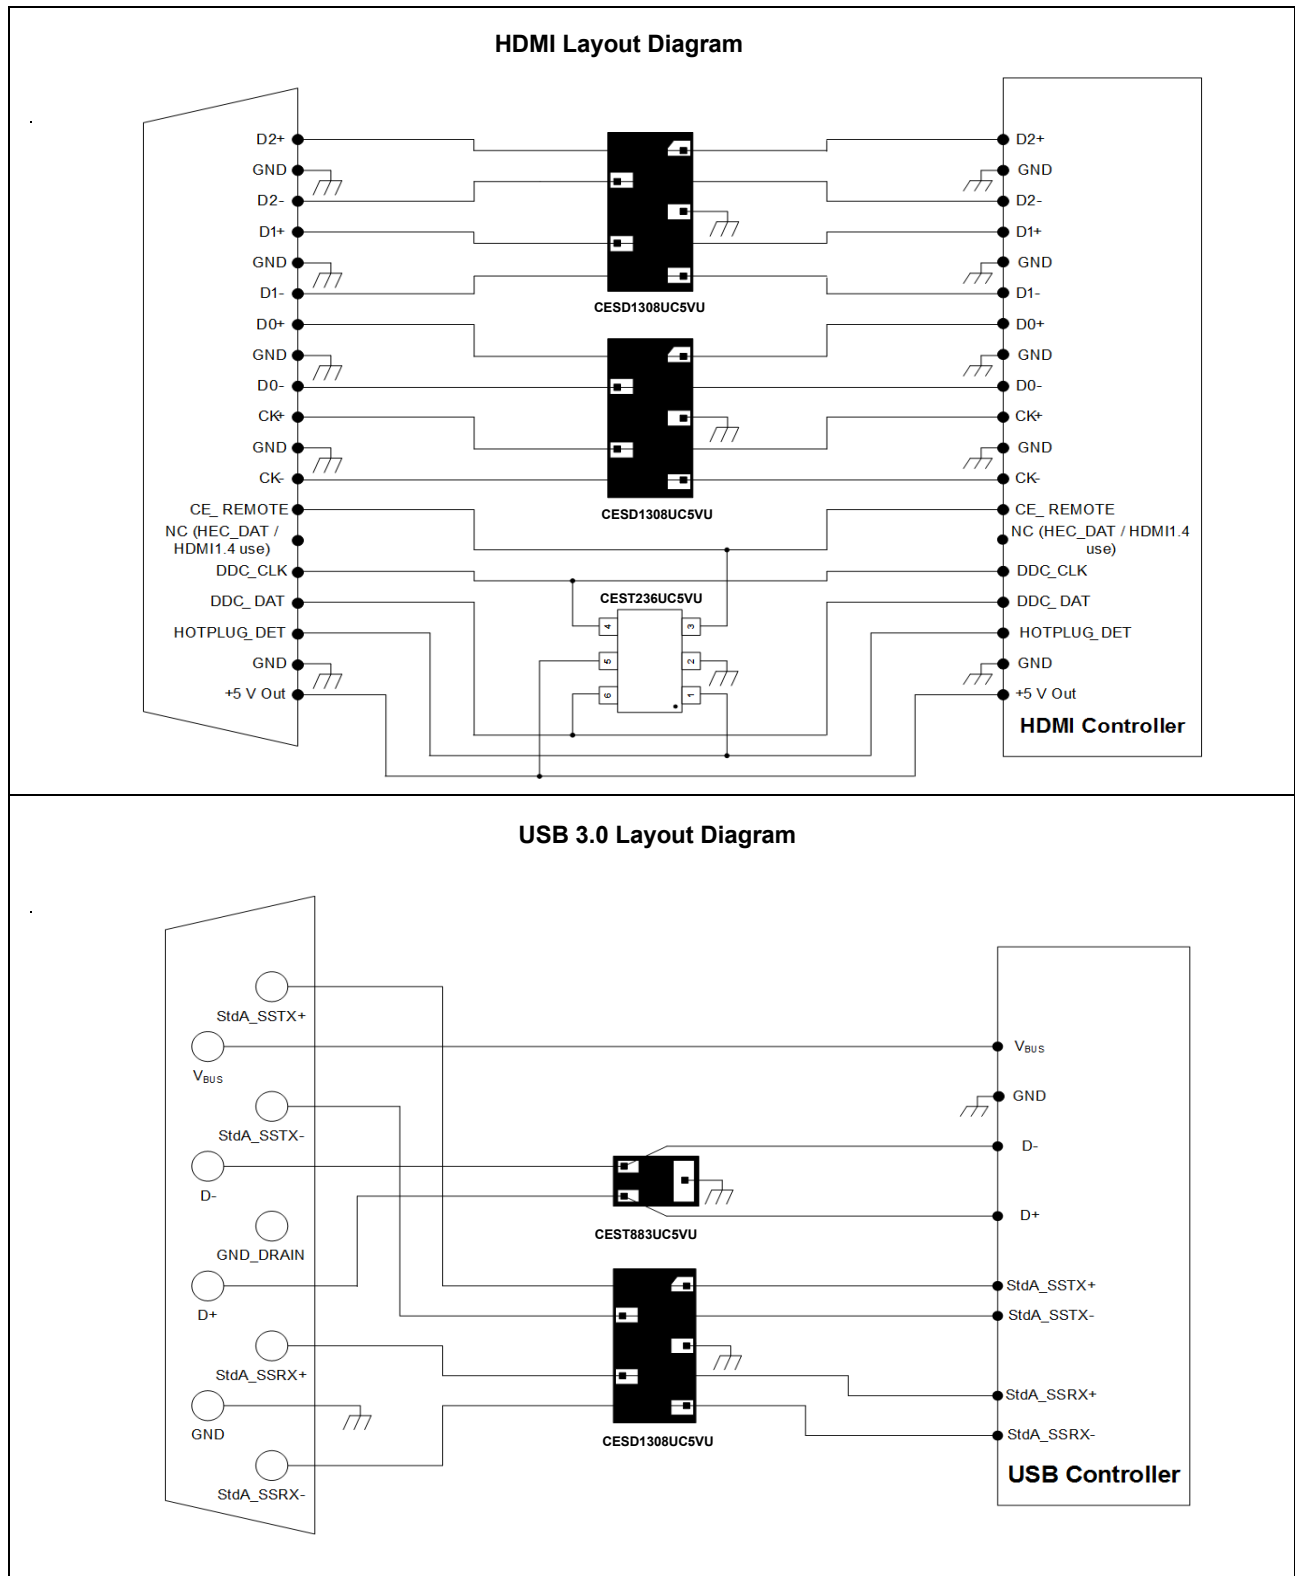 HDMI Layout Diagram
D2+
GND
D2-
D1+
GND
D1-
D0+
GND
D0-
CK+
GND
CK-
CE_ REMOTE
NC (HEC_DAT /
HDMI1.4 use)
DDC_CLK
DDC_ DAT
HOTPLUG_DET
GND
+5 V Out
CESD1308UC5VU
CESD1308UC5VU
CEST236UC5VU
4
3
5
2
6
1
D2+
GND
D2-
D1+
GND
D1-
D0+
GND
D0-
CK+
GND
CK-
CE_ REMOTE
NC (HEC_DAT / HDMI1.4
use)
DDC_CLK
DDC_ DAT
HOTPLUG_DET
GND
+5 V Out
HDMI Controller
USB 3.0 Layout Diagram
StdA_SSTX+
VBUS
StdA_SSTX-
D-
GND_DRAIN
D+
StdA_SSRX+
GND
StdA_SSRX-
CEST883UC5VU
CESD1308UC5VU
VBUS
GND
D-
D+
StdA_SSTX+
StdA_SSTX-
StdA_SSRX+
StdA_SSRX-
USB Controller